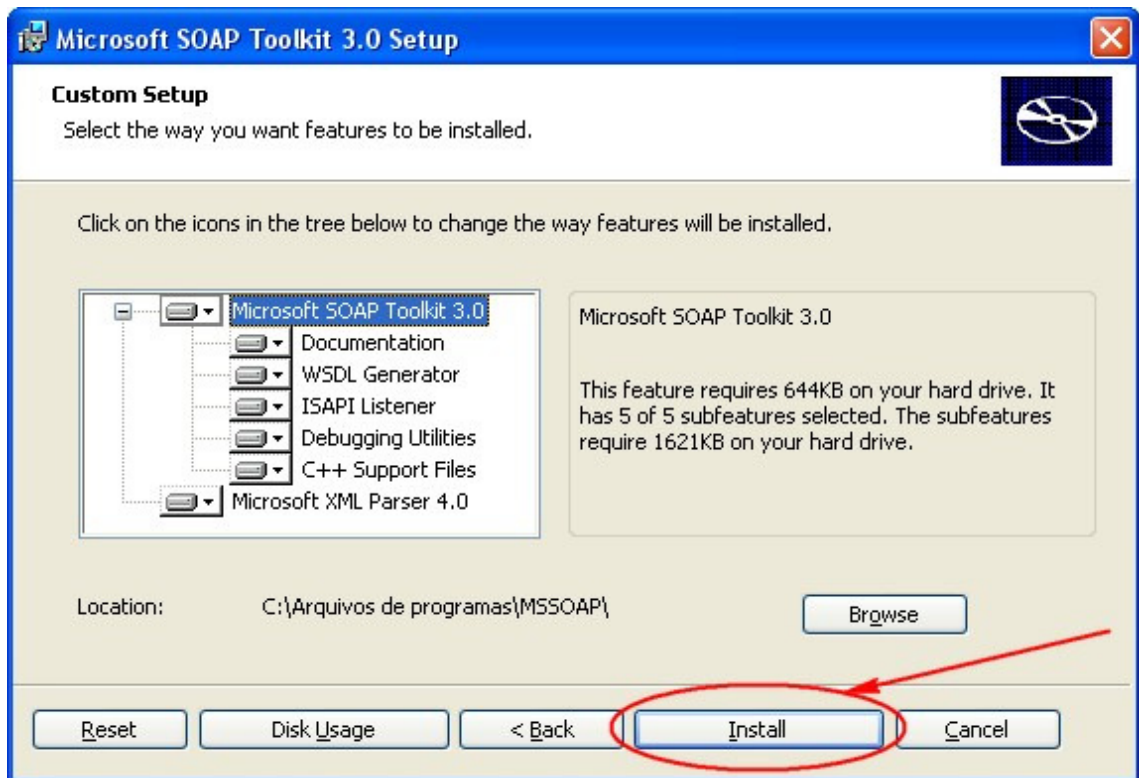 Microsoft SOAP Toolkit 3.0 Setup
Custom Setup
Select the way you want features to be installed.
Click on the icons in the tree below to change the way features will be installed.
Microsoft SOAP Toolkit 3.0
Documentation
WSDL Generator
ISAPI Listener
Debugging Utilities
C++ Support Files
Microsoft XML Parser 4.0
Microsoft SOAP Toolkit 3.0
This feature requires 644KB on your hard drive. It
has 5 of 5 subfeatures selected. The subfeatures
require 1621KB on your hard drive.
Location: C:\Arquivos de programas\MSSOAP\
Browse
Reset Disk Usage < Back Install Cancel